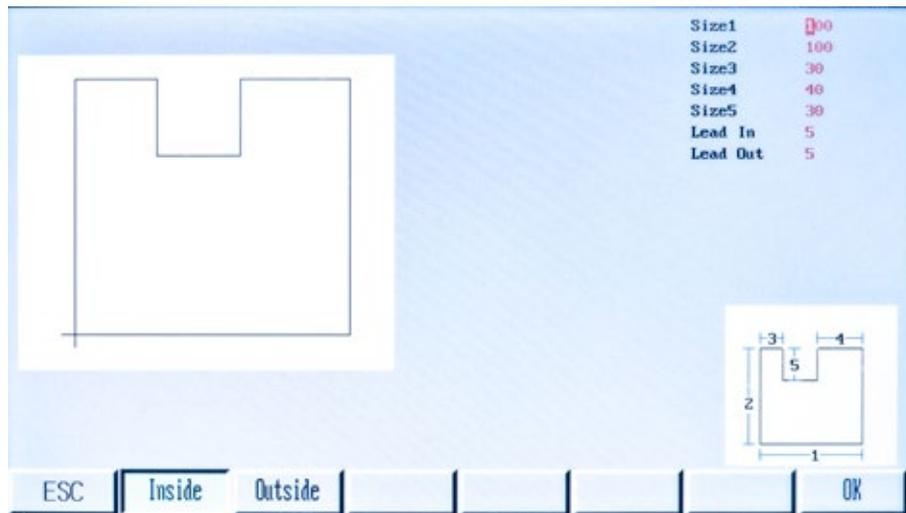 Size1 100
Size2 100
Size3 30
Size4 40
Size5 30
Lead In 5
Lead Out 5
3 4
5
2
1
ESC Inside Outside OK